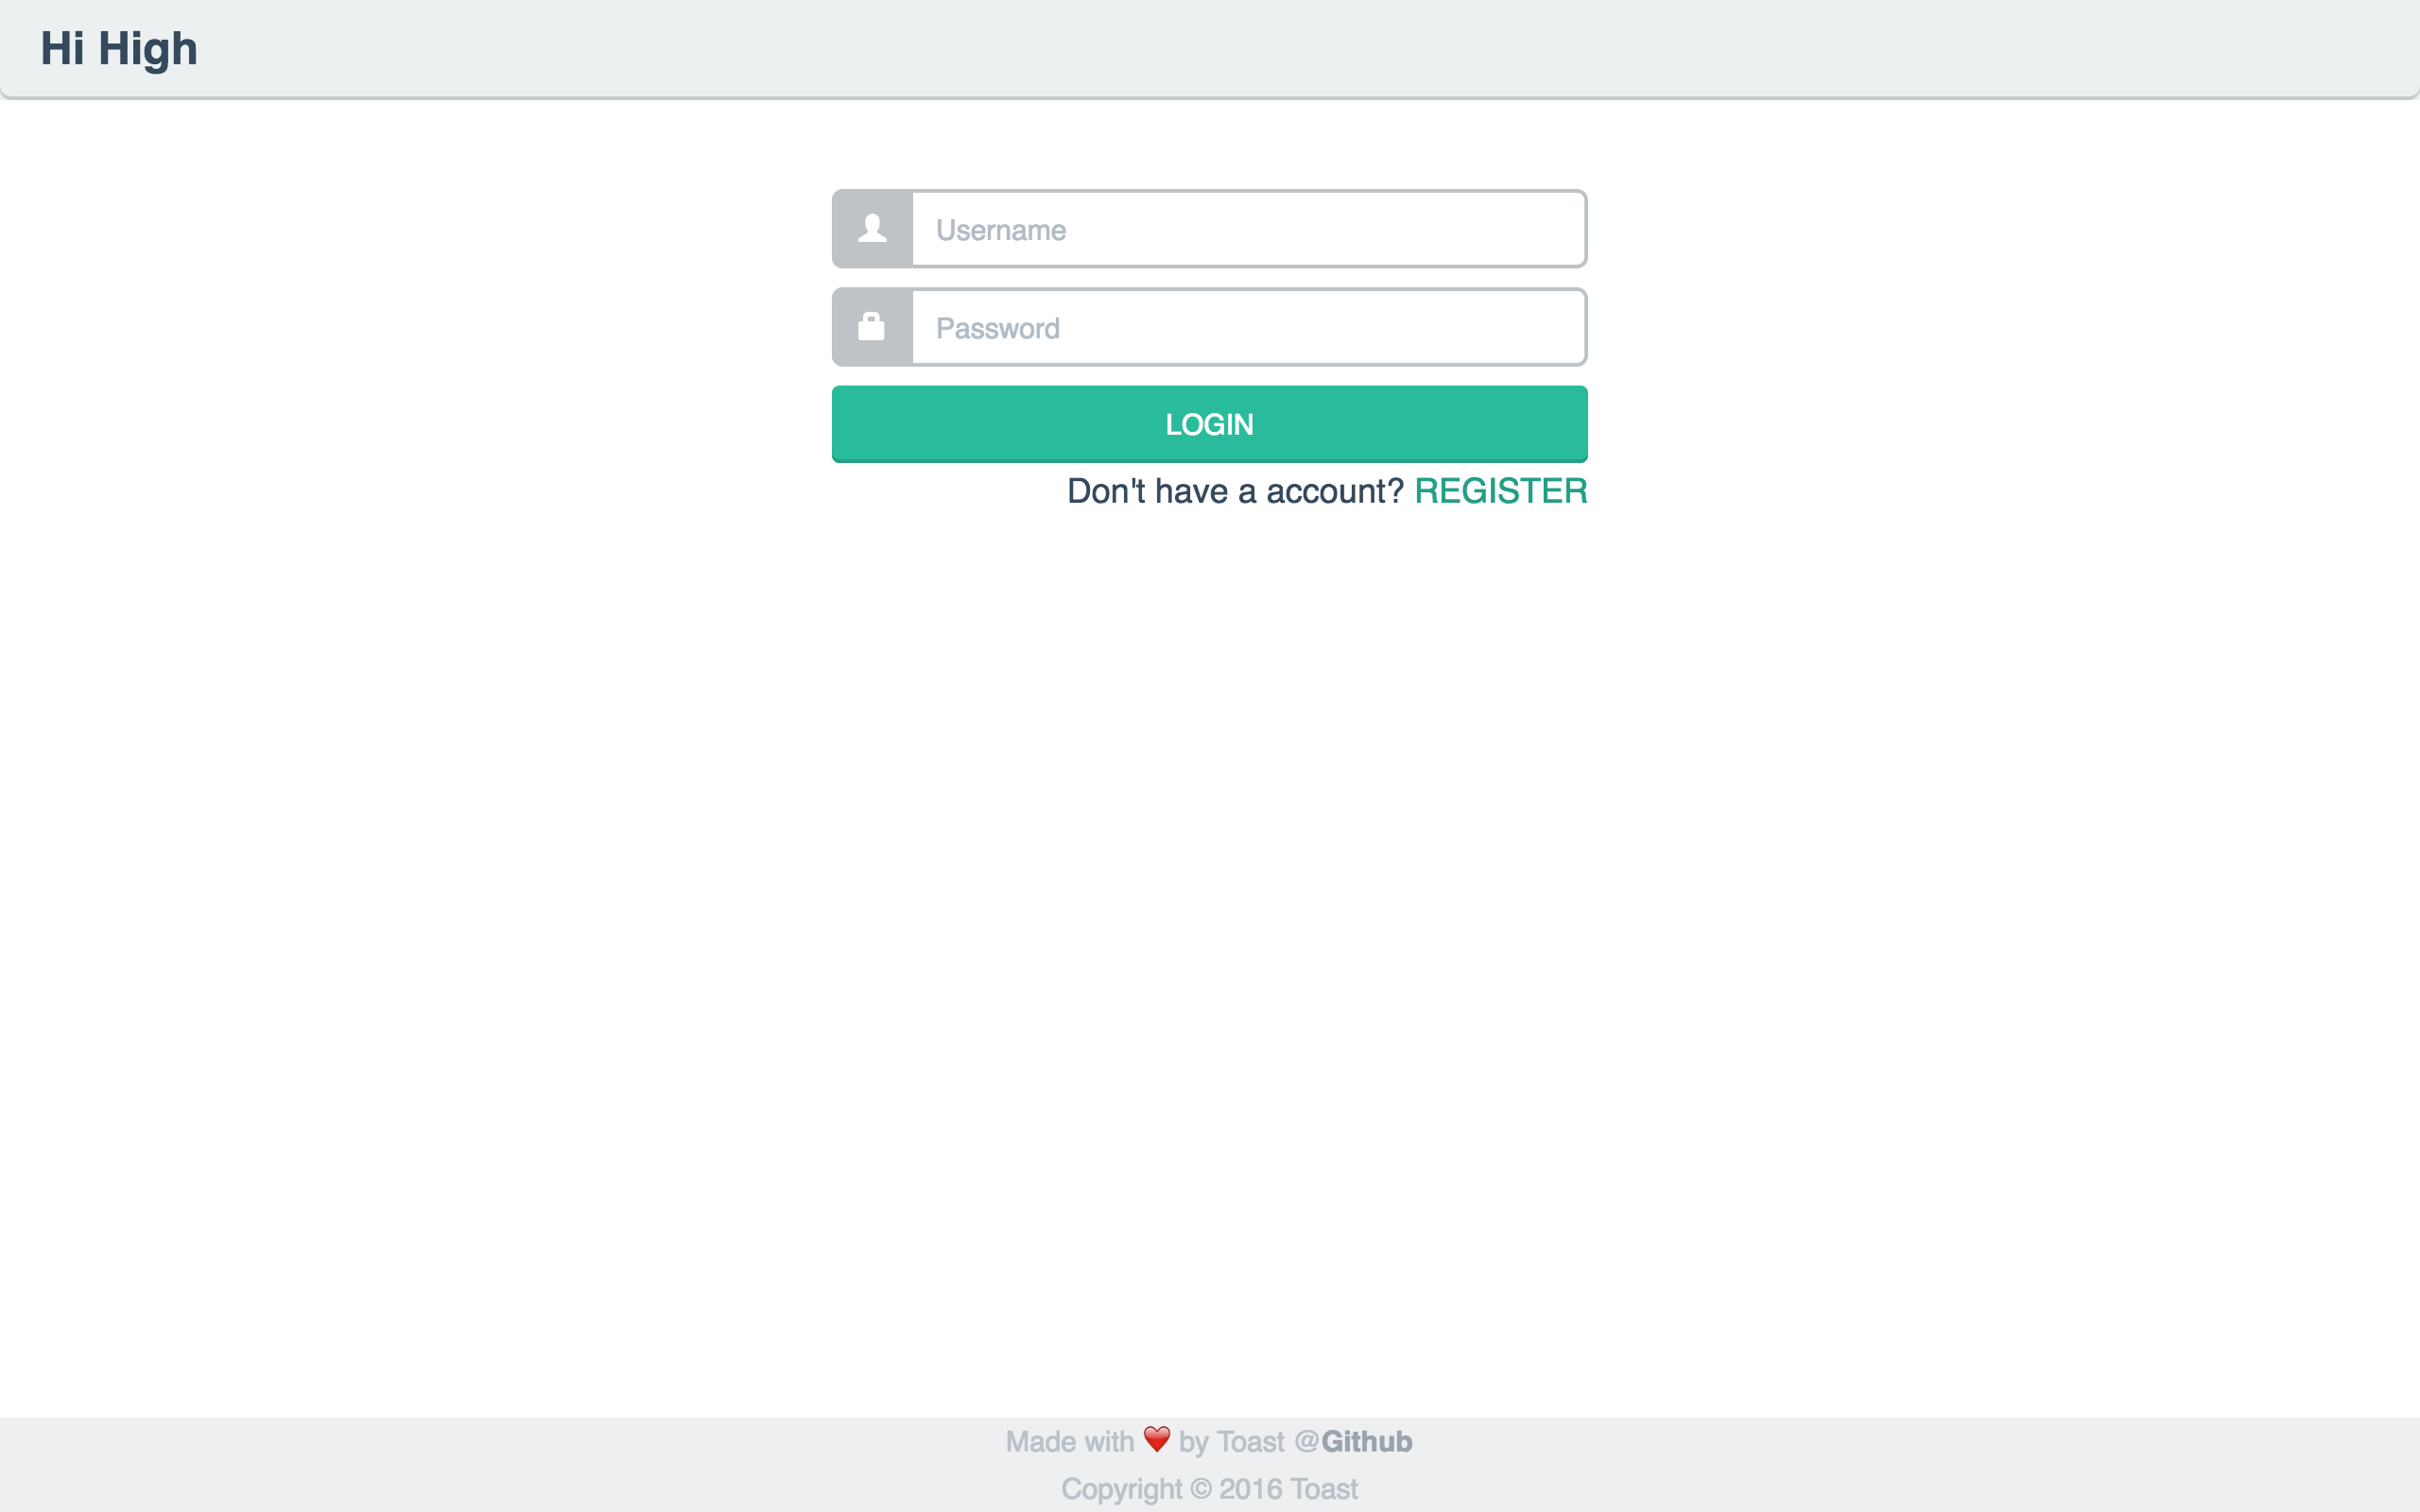 Hi High
Username
Password
LOGIN
Don't have a account? REGISTER
Made with ❤️ by Toast @Github
Copyright © 2016 Toast